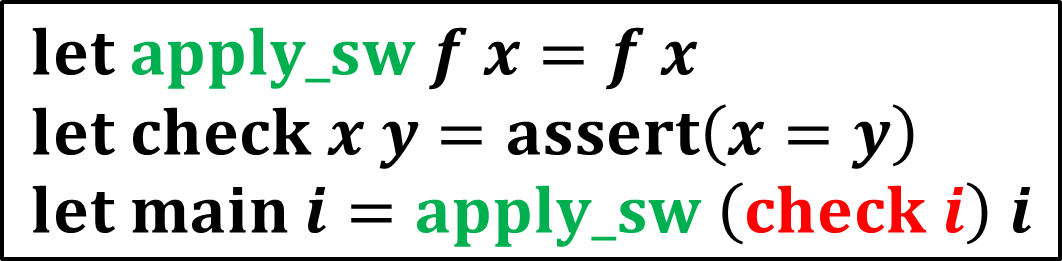 let apply_sw f x = f x
let check x y = assert(x = y)
let main i = apply_sw (check i) i